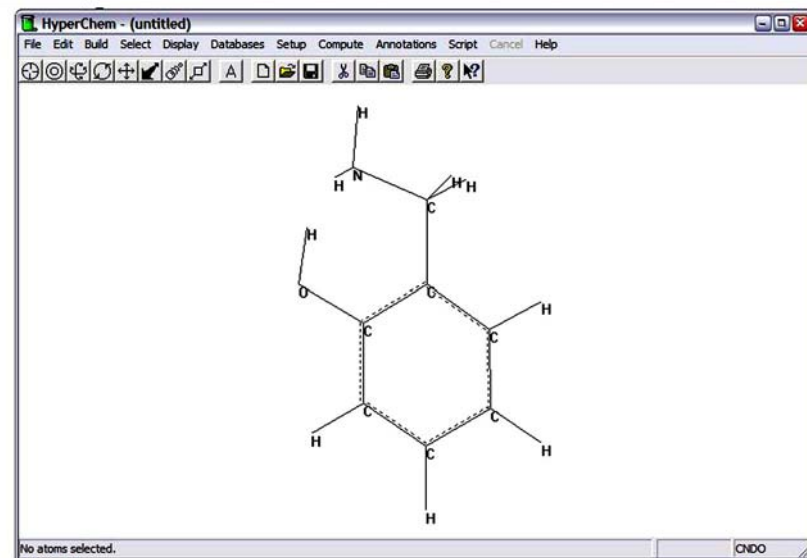 HyperChem - (untitled)
File Edit Build Select Display Databases Setup Compute Annotations Script Cancel Help
A ? ?
H
H N
H H
C
H
O
C
H
C
C
H
C
C
H
C
H
No atoms selected. CNDO